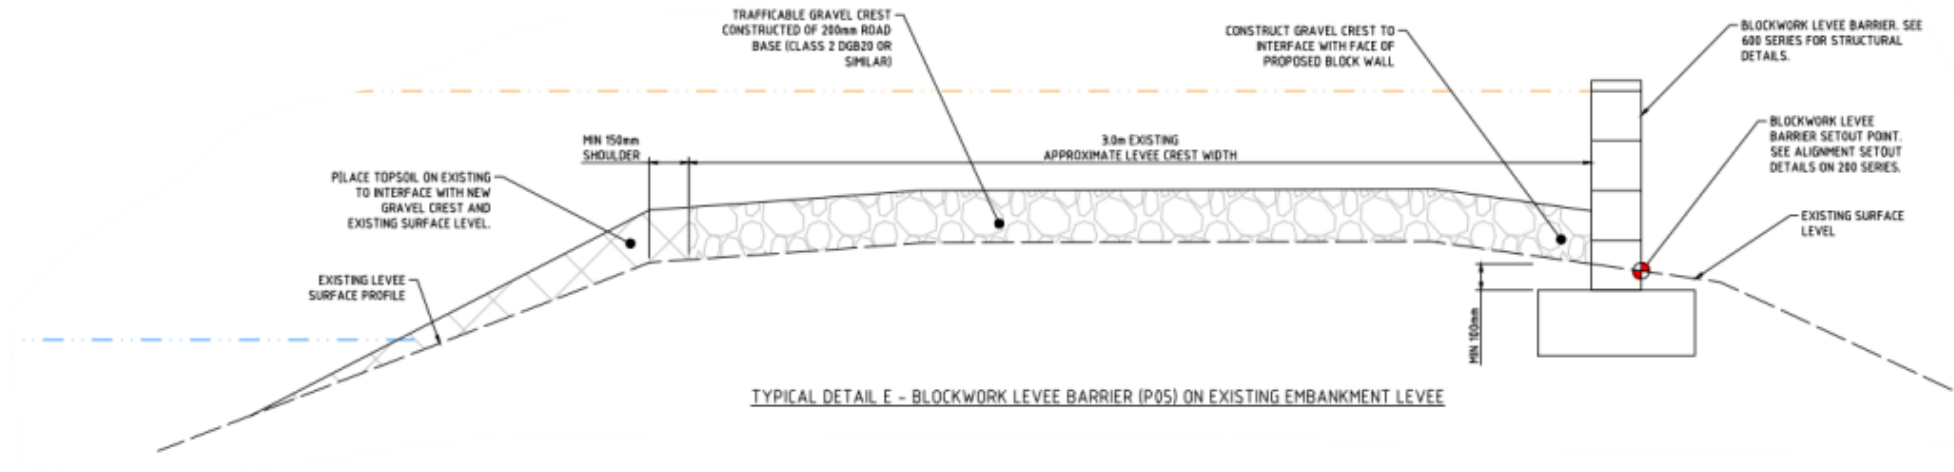 TRAFFICABLE GRAVEL CREST
CONSTRUCTED OF 200mm ROAD
BASE (CLASS 2 DGB20 OR
SIMILAR)
CONSTRUCT GRAVEL CREST TO
INTERFACE WITH FACE OF
PROPOSED BLOCK WALL
BLOCKWORK LEVEE BARRIER. SEE
600 SERIES FOR STRUCTURAL
DETAILS.
MIN 150mm
SHOULDER
3.0m EXISTING
APPROXIMATE LEVEE CREST WIDTH
BLOCKWORK LEVEE
BARRIER SETOUT POINT.
SEE ALIGNMENT SETOUT
DETAILS ON 200 SERIES.
P[LACE TOPSOIL ON EXISTING
TO INTERFACE WITH NEW
GRAVEL CREST AND
EXISTING SURFACE LEVEL.
EXISTING SURFACE
LEVEL
EXISTING LEVEE
SURFACE PROFILE
MIN 100mm
TYPICAL DETAIL E - BLOCKWORK LEVEE BARRIER (P05) ON EXISTING EMBANKMENT LEVEE